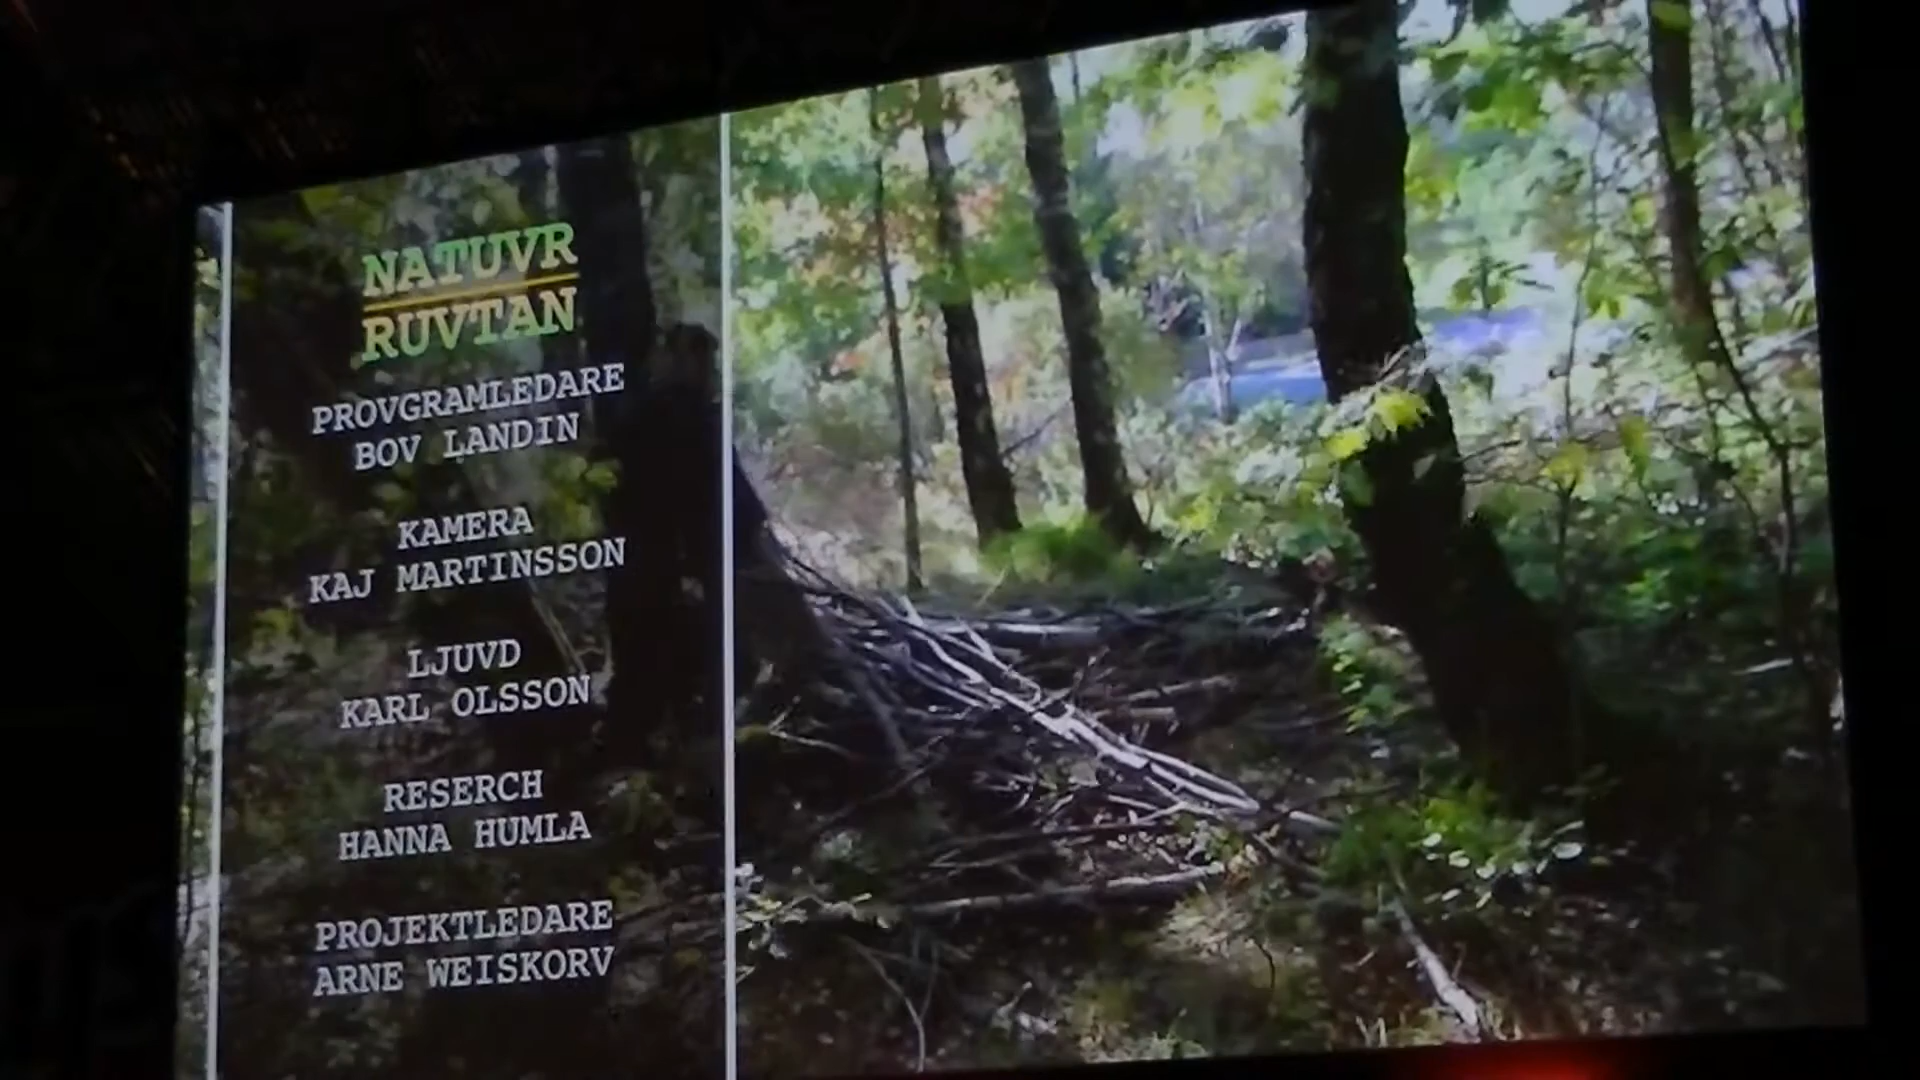 NATUVR
RUVTAN
PROVGRAMLEDARE
BOV LANDIN
KAMERA
KAJ MARTINSSON
LJUVD
KARL OLSSON
RESERCH
HANNA HUMLA
PROJEKTLEDARE
ARNE WEISKORV